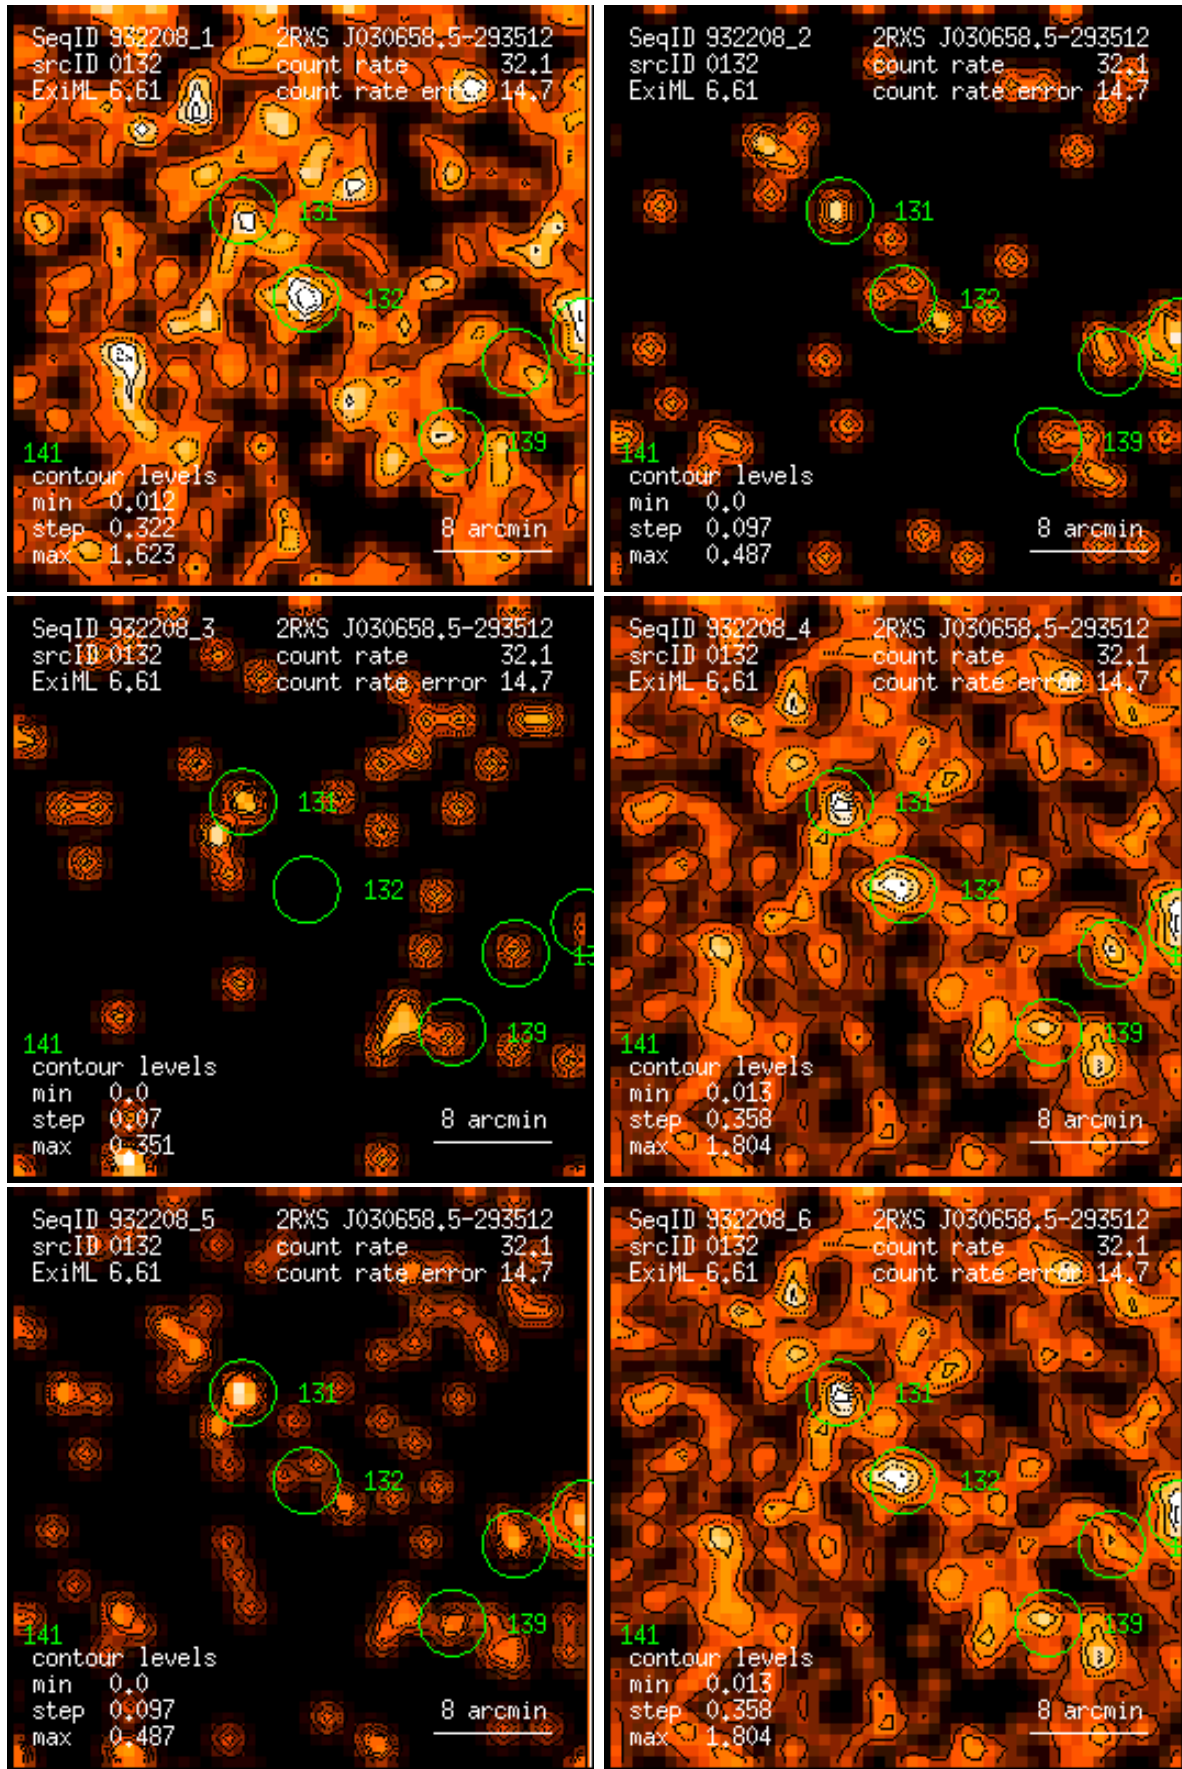 SeqID 932208_1 2RXS J030658.5-293512
srcID 0132 count rate 32.1
ExiML 6.61 count rate error 14.7
131
132
139
141
contour levels
min 0.012
step 0.322 8 arcmin
max 1.623
SeqID 932208_2 2RXS J030658.5-293512
srcID 0132 count rate 32.1
ExiML 6.61 count rate error 14.7
131
132
139
141
contour levels
min 0.0
step 0.097 8 arcmin
max 0.487
SeqID 932208_3 2RXS J030658.5-293512
srcID 0132 count rate 32.1
ExiML 6.61 count rate error 14.7
131
132
139
141
contour levels
min 0.0
step 0.07 8 arcmin
max 0.351
SeqID 932208_4 2RXS J030658.5-293512
srcID 0132 count rate 32.1
ExiML 6.61 count rate error 14.7
131
132
139
141
contour levels
min 0.013
step 0.358 8 arcmin
max 1.804
SeqID 932208_5 2RXS J030658.5-293512
srcID 0132 count rate 32.1
ExiML 6.61 count rate error 14.7
131
132
139
141
contour levels
min 0.0
step 0.097 8 arcmin
max 0.487
SeqID 932208_6 2RXS J030658.5-293512
srcID 0132 count rate 32.1
ExiML 6.61 count rate error 14.7
131
132
139
141
contour levels
min 0.013
step 0.358 8 arcmin
max 1.804